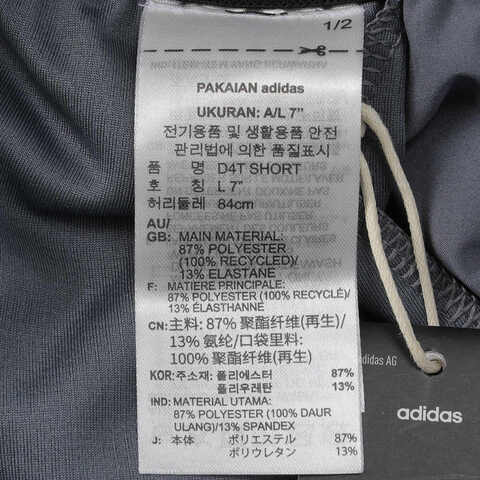 1/2
PAKAIAN adidas
UKURAN: A/L 7"
전기용품 및 생활용품 안전
관리법에 의한 품질표시
품 명 D4T SHORT
호 칭 L 7"
허리둘레 84cm
AU/
GB: MAIN MATERIAL:
87% POLYESTER
(100% RECYCLED)/
13% ELASTANE
F: MATIERE PRINCIPALE:
87% POLYESTER (100% RECYCLÉ)/
13% ÉLASTHANNE
CN: 主料: 87% 聚酯纤维(再生)/
13% 氨纶/口袋里料:
100% 聚酯纤维(再生)
KOR: 주소재: 폴리에스터 87%
폴리우레탄 13%
IND: MATERIAL UTAMA:
87% POLYESTER (100% DAUR
ULANG)/13% SPANDEX
J: 本体 ポリエステル 87%
ポリウレタン 13%
adidas AG
adidas